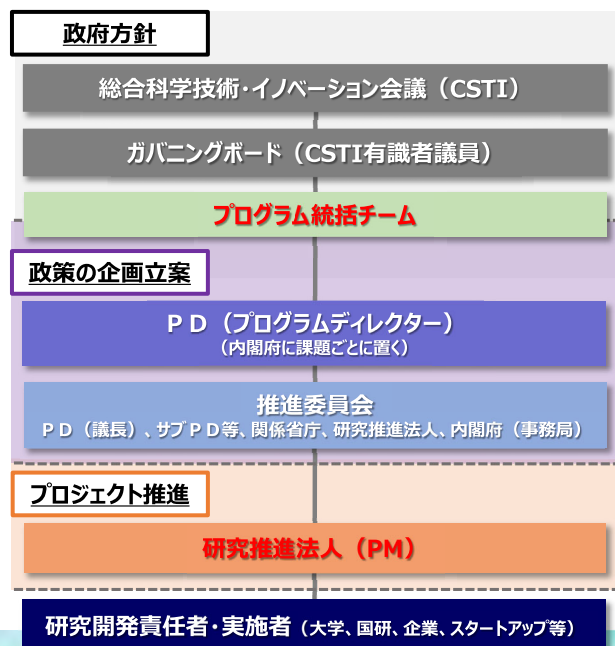 政府方針
総合科学技術・イノベーション会議（CSTI）
ガバニングボード（CSTI有識者議員）
プログラム統括チーム
政策の企画立案
ＰＤ（プログラムディレクター）
（内閣府に課題ごとに置く）
推進委員会
ＰＤ（議長）、サブＰＤ等、関係省庁、研究推進法人、内閣府（事務局）
プロジェクト推進
研究推進法人（PM）
研究開発責任者・実施者（大学、国研、企業、スタートアップ等）